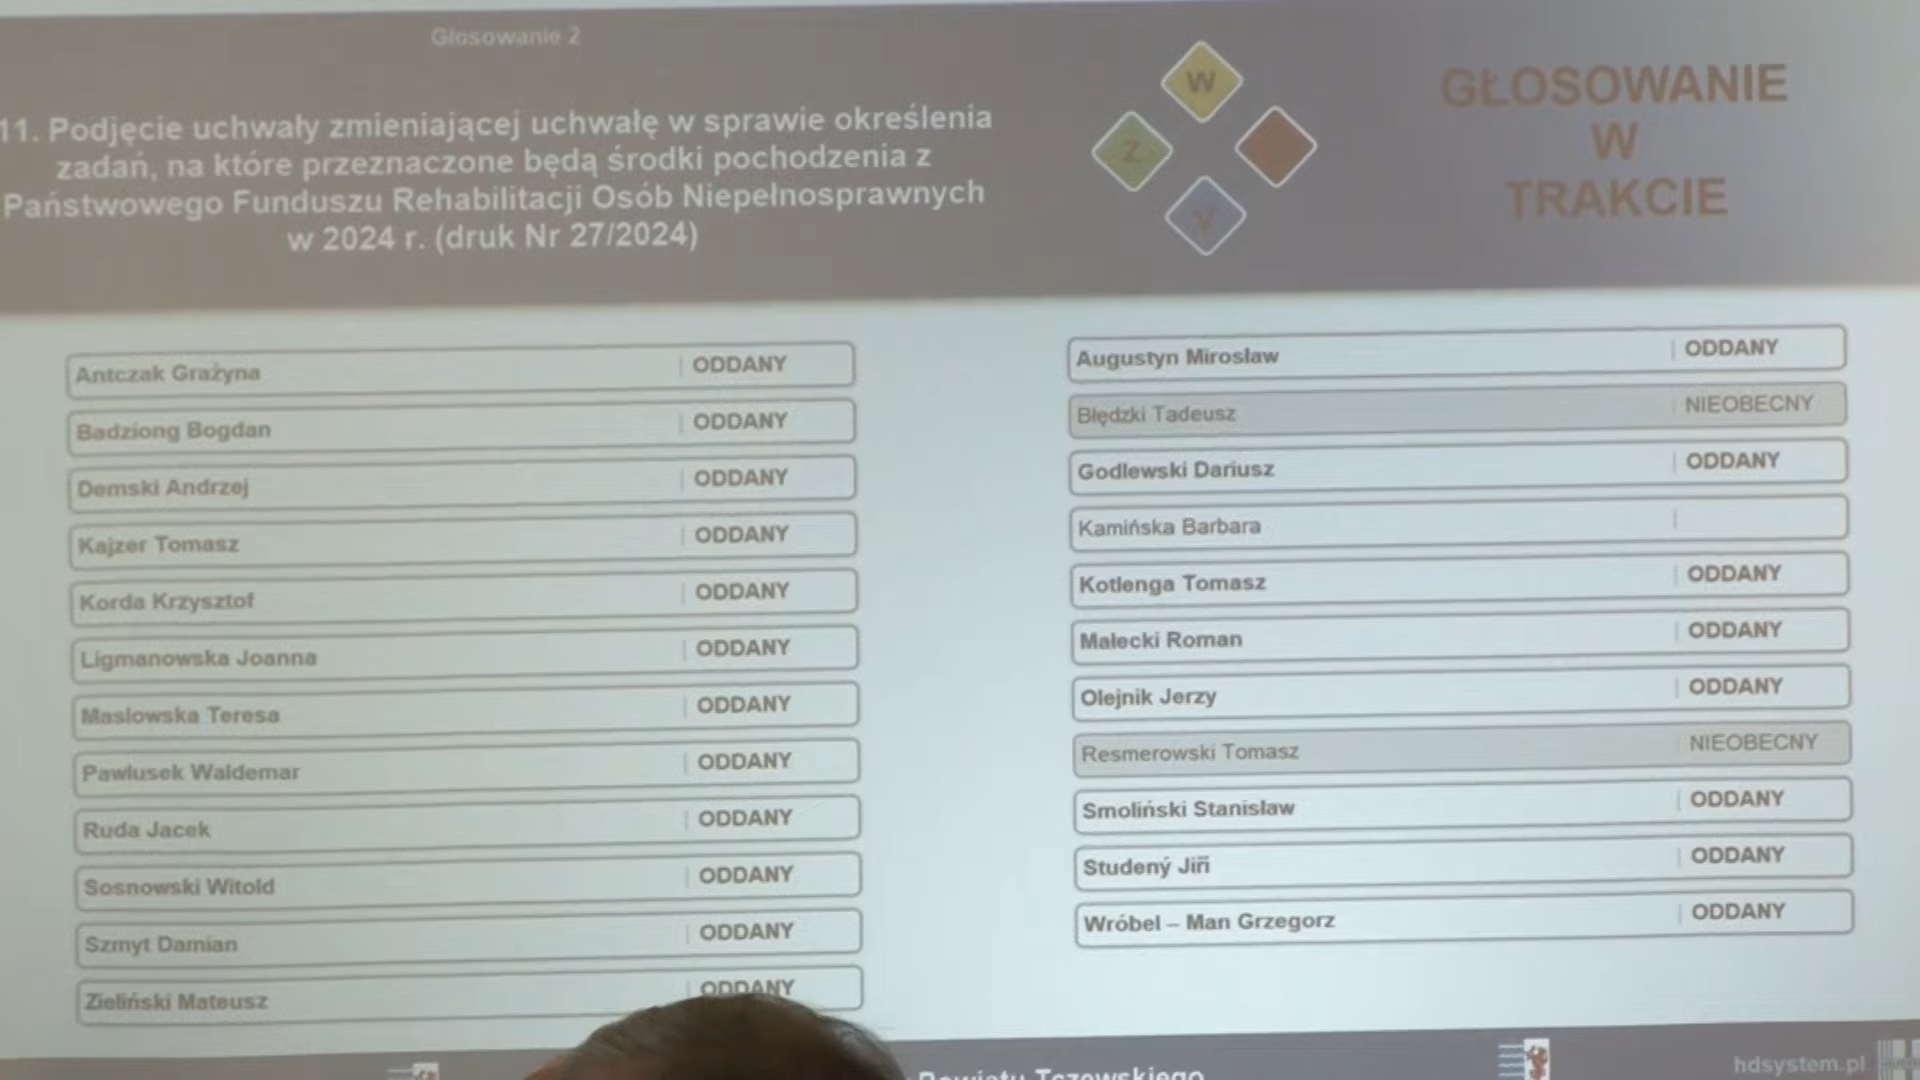 Głosowanie 2
11. Podjęcie uchwały zmieniającej uchwałę w sprawie określenia
zadań, na które przeznaczone będą środki pochodzenia z
Państwowego Funduszu Rehabilitacji Osób Niepełnosprawnych
w 2024 r. (druk Nr 27/2024)
W
Z
GŁOSOWANIE
W
TRAKCIE
Antczak Grażyna ODDANY
Badziong Bogdan ODDANY
Demski Andrzej ODDANY
Kajzer Tomasz ODDANY
Korda Krzysztof ODDANY
Ligmanowska Joanna ODDANY
Maslowska Teresa ODDANY
Pawlusek Waldemar ODDANY
Ruda Jacek ODDANY
Sosnowski Witold ODDANY
Szmyt Damian ODDANY
Zieliński Mateusz ODDANY
Augustyn Mirosław ODDANY
Błędzki Tadeusz NIEOBECNY
Godlewski Dariusz ODDANY
Kamińska Barbara
Kotlenga Tomasz ODDANY
Małecki Roman ODDANY
Olejnik Jerzy ODDANY
Resmerowski Tomasz NIEOBECNY
Smoliński Stanisław ODDANY
Studený Jiří ODDANY
Wróbel – Man Grzegorz ODDANY
Powiatu Tczewskiego
hdsystem.pl